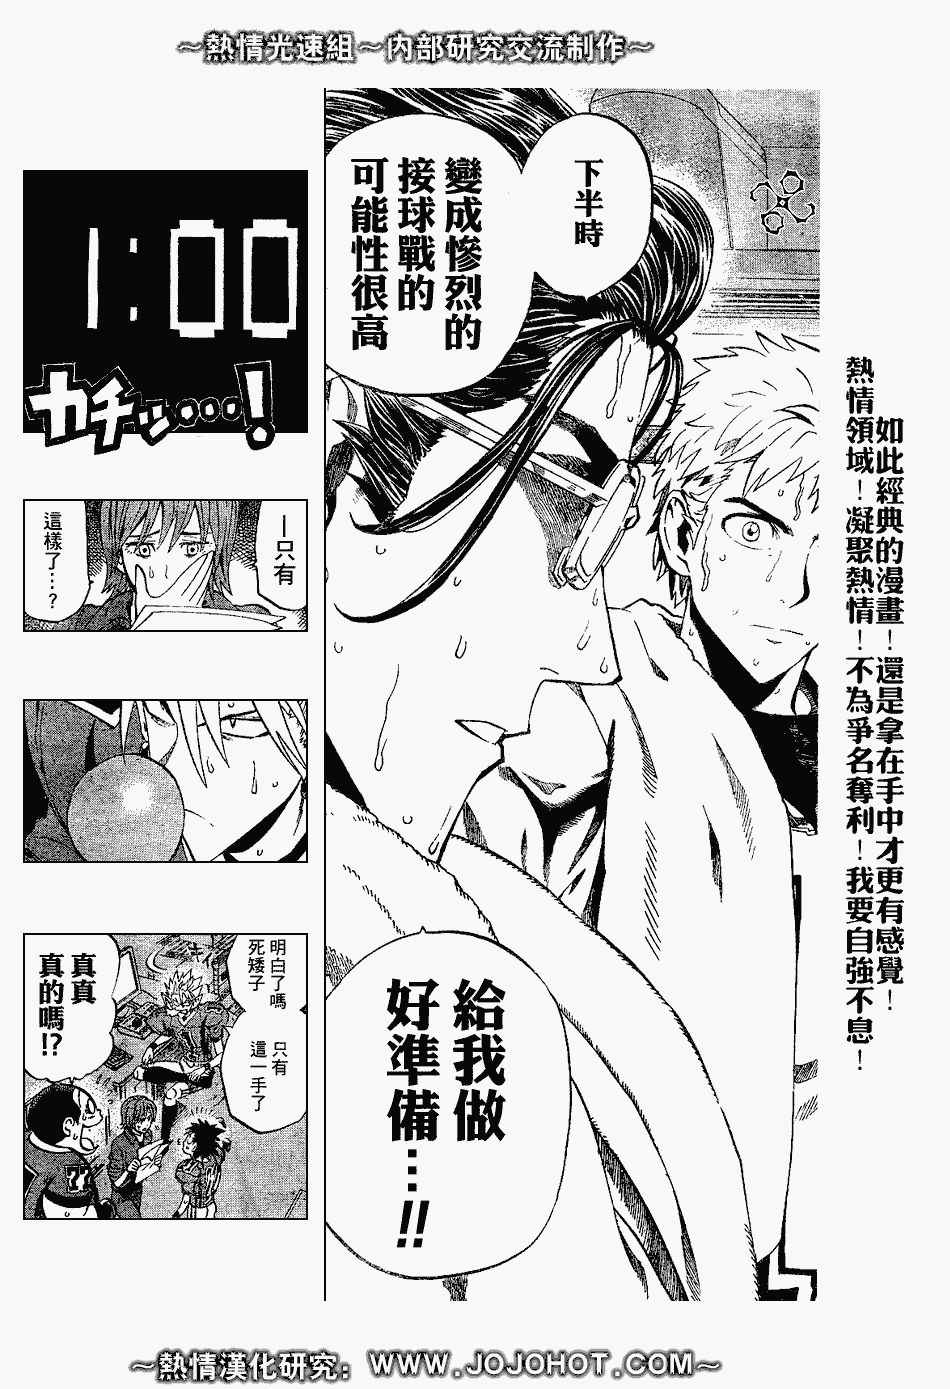 ～熱情光速組～內部研究交流制作～
下半時
變成慘烈的
接球戰的
可能性很高
給我做
好準備…!!
如此經典的漫畫！還是拿在手中才更有感覺！
熱情領域！凝聚熱情！不為爭名奪利！我要自強不息！
1:00
カチッ...!
—只有
這樣了…?
明白了嗎
死矮子
只有
這一手了
真真
真的嗎!?
77
～熱情漢化研究：WWW.JOJOHOT.COM～